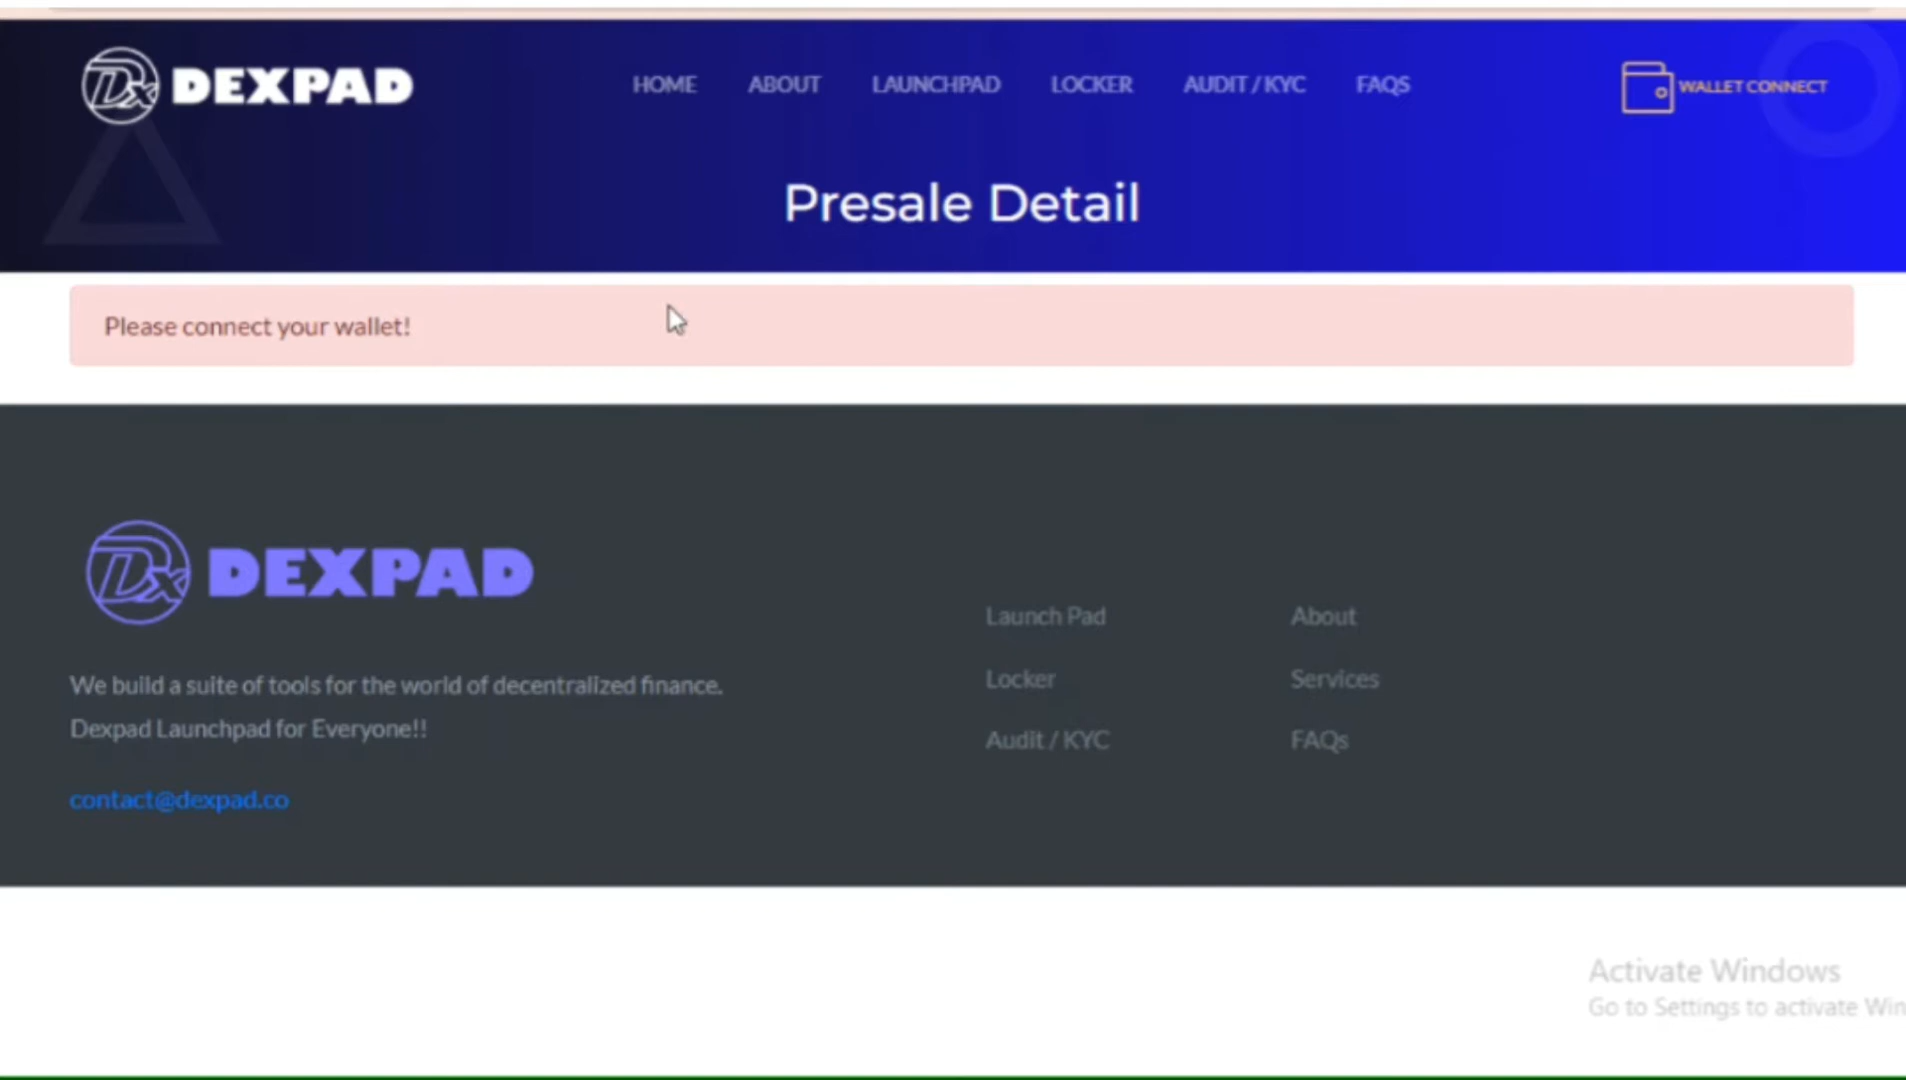 Dx DEXPAD
HOME ABOUT LAUNCHPAD LOCKER AUDIT / KYC FAQS
WALLET CONNECT
Presale Detail
Please connect your wallet!
Dx DEXPAD
We build a suite of tools for the world of decentralized finance.
Dexpad Launchpad for Everyone!!
contact@dexpad.co
Launch Pad
Locker
Audit / KYC
About
Services
FAQs
Activate Windows
Go to Settings to activate Win